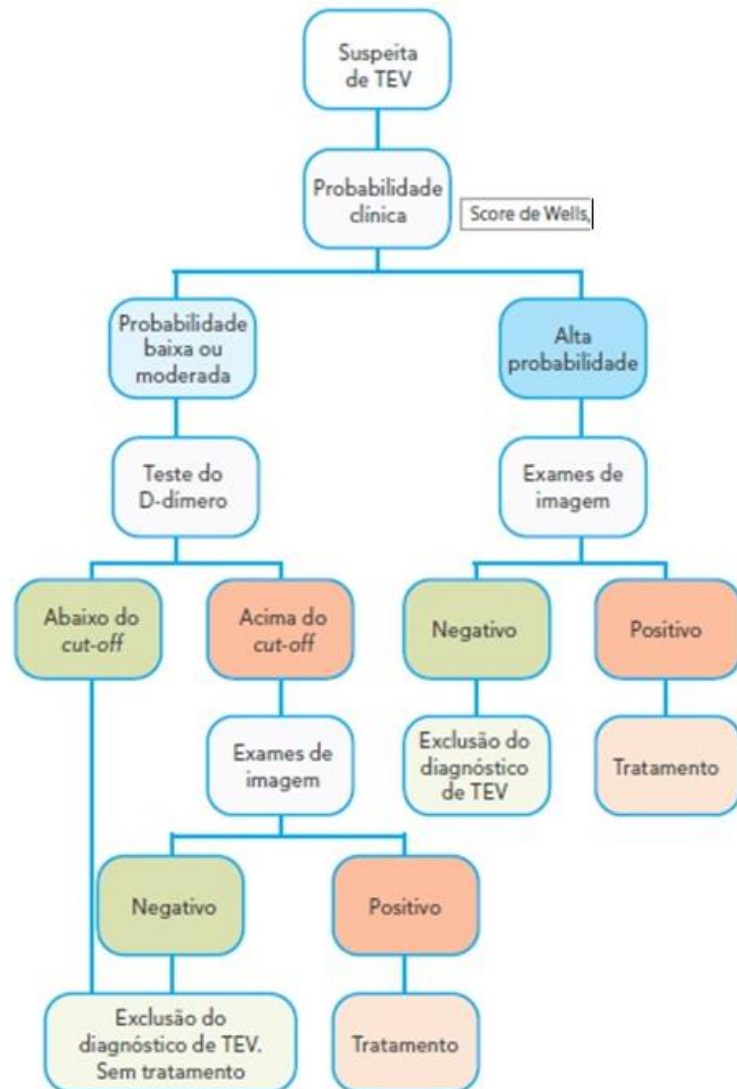 Suspeita
de TEV
Probabilidade
clínica
Score de Wells,
Probabilidade
baixa ou
moderada
Alta
probabilidade
Teste do
D-dímero
Exames de
imagem
Abaixo do
cut-off
Acima do
cut-off
Negativo
Positivo
Exames de
imagem
Exclusão do
diagnóstico
de TEV
Tratamento
Negativo
Positivo
Exclusão do
diagnóstico de TEV.
Sem tratamento
Tratamento